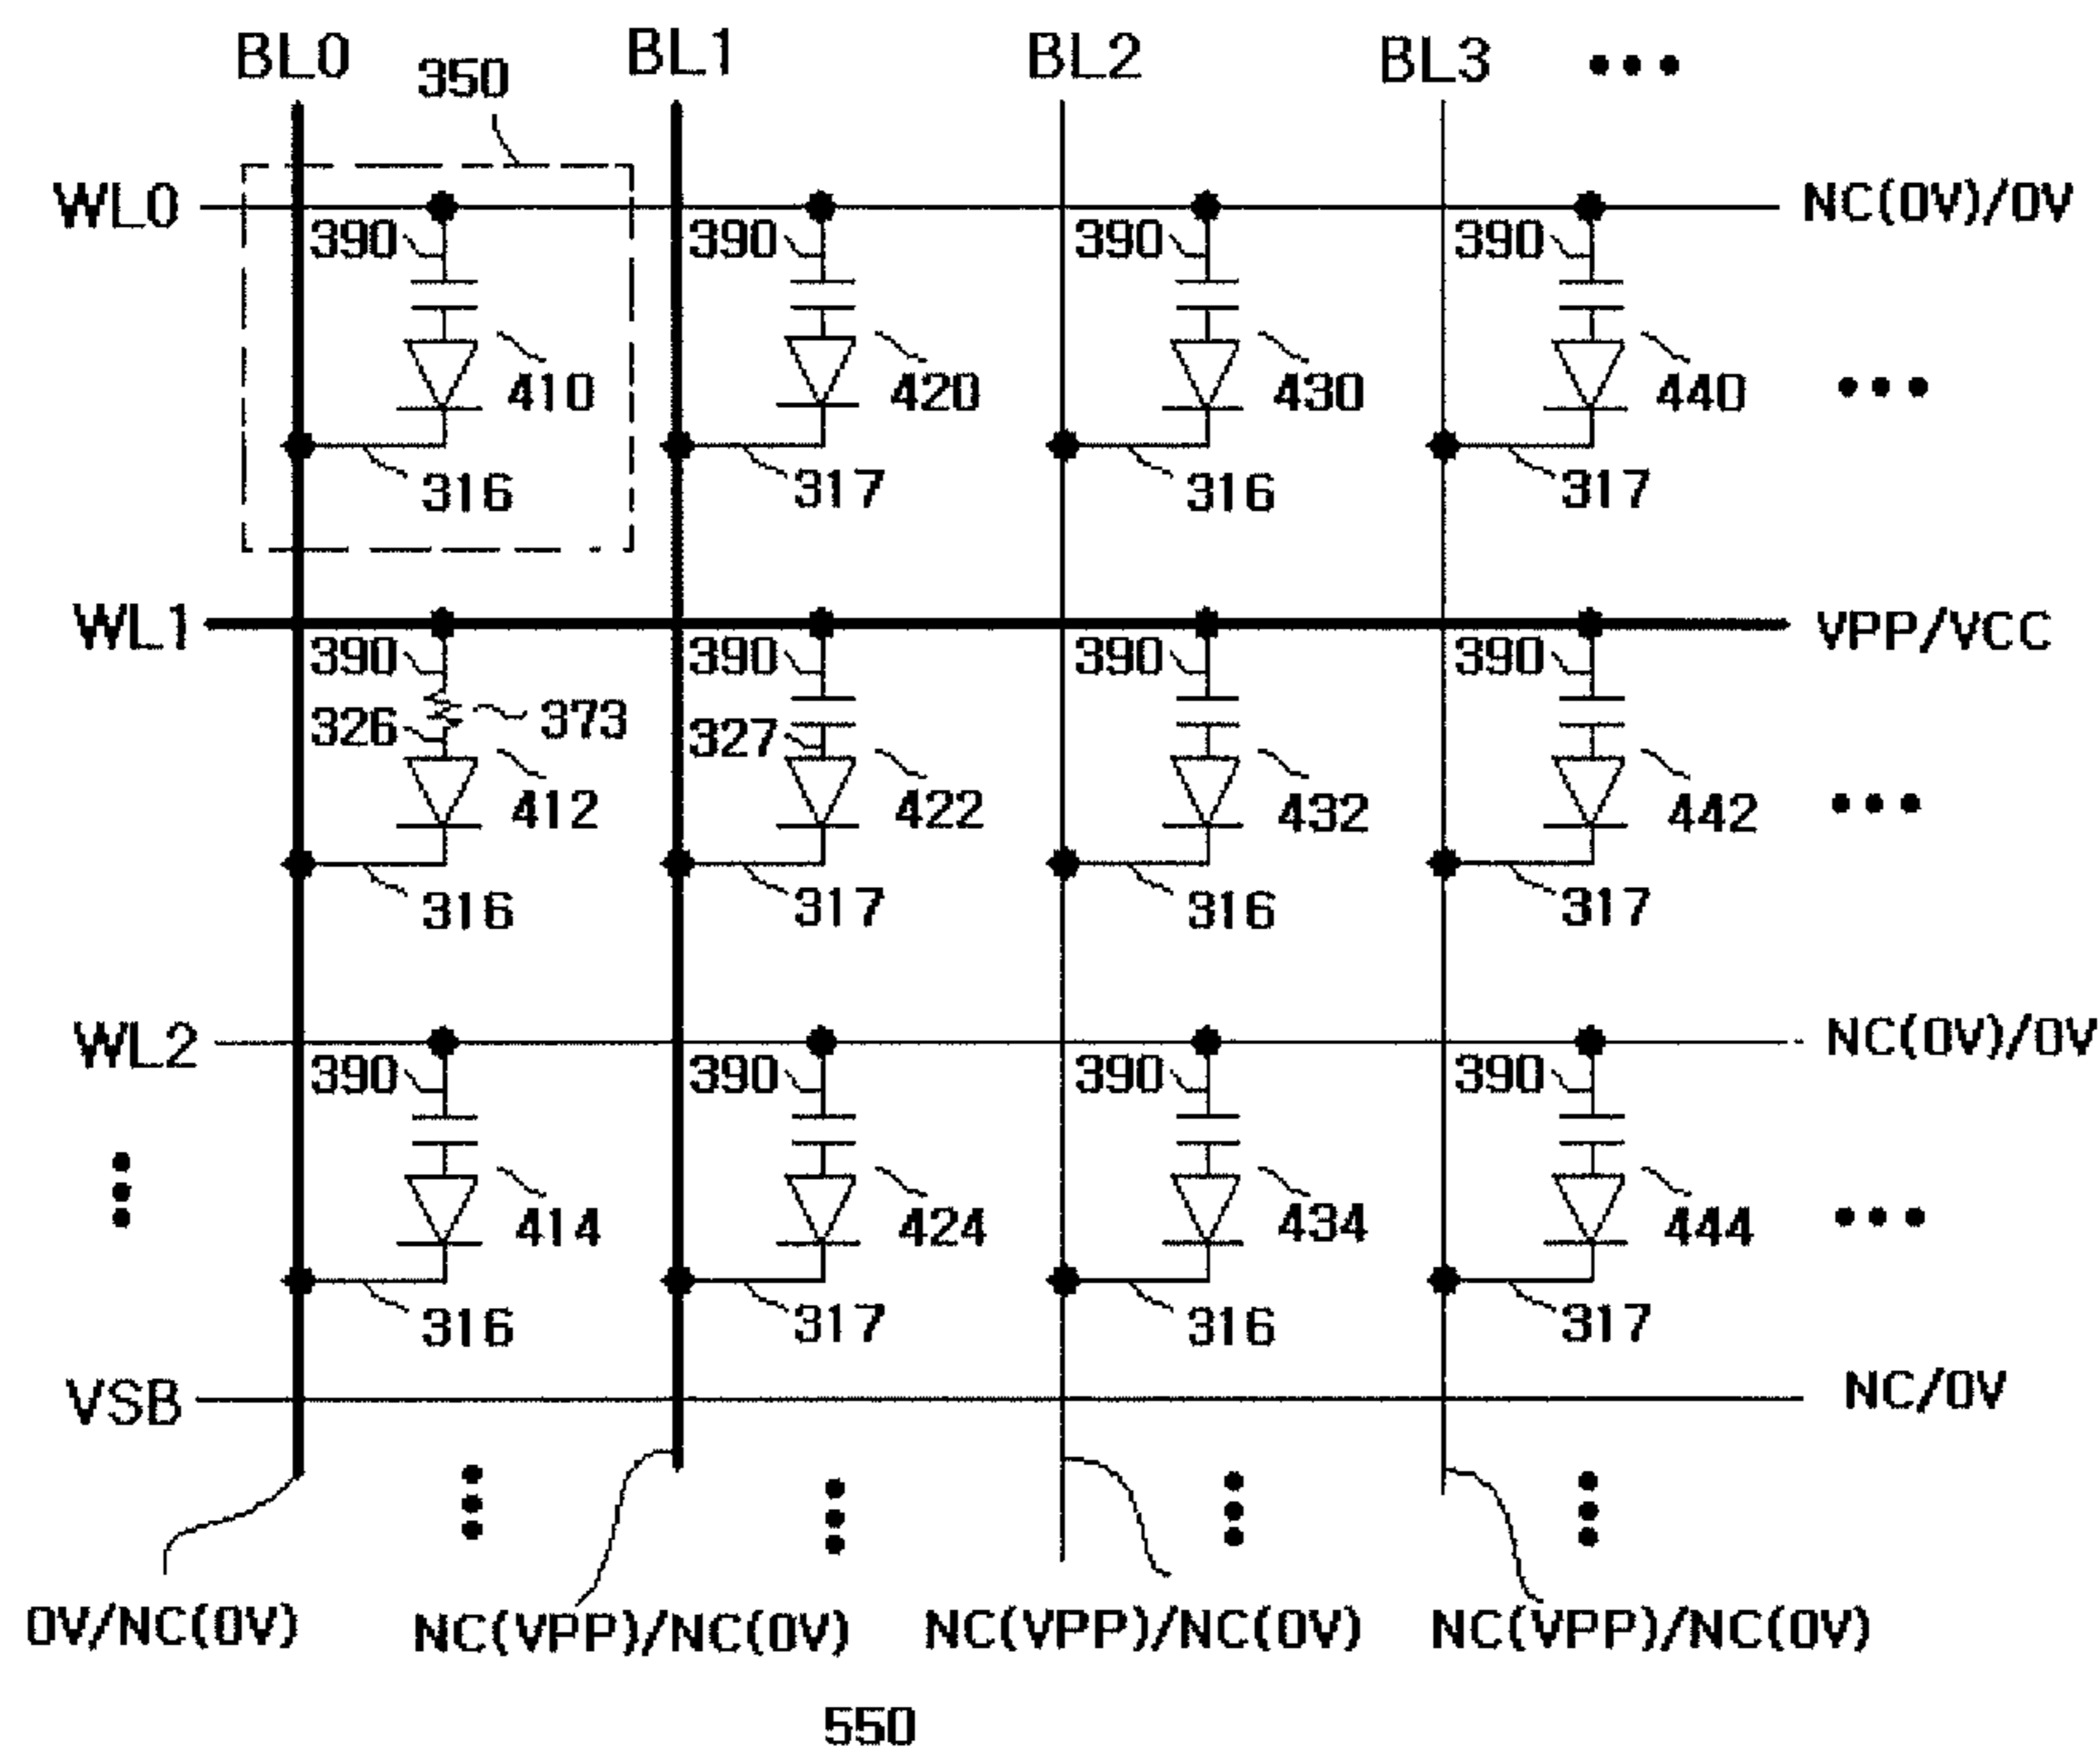 BL0 350 BL1 BL2 BL3 •••
WL0 NC(0V)/0V
390 390 390 390
410 420 430 440 •••
316 317 316 317
WL1 VPP/VCC
390 390 390 390
326 373 327
412 422 432 442 •••
316 317 316 317
WL2 NC(0V)/0V
390 390 390 390
414 424 434 444 •••
316 317 316 317
VSB NC/0V
0V/NC(0V) NC(VPP)/NC(0V) NC(VPP)/NC(0V) NC(VPP)/NC(0V)
550